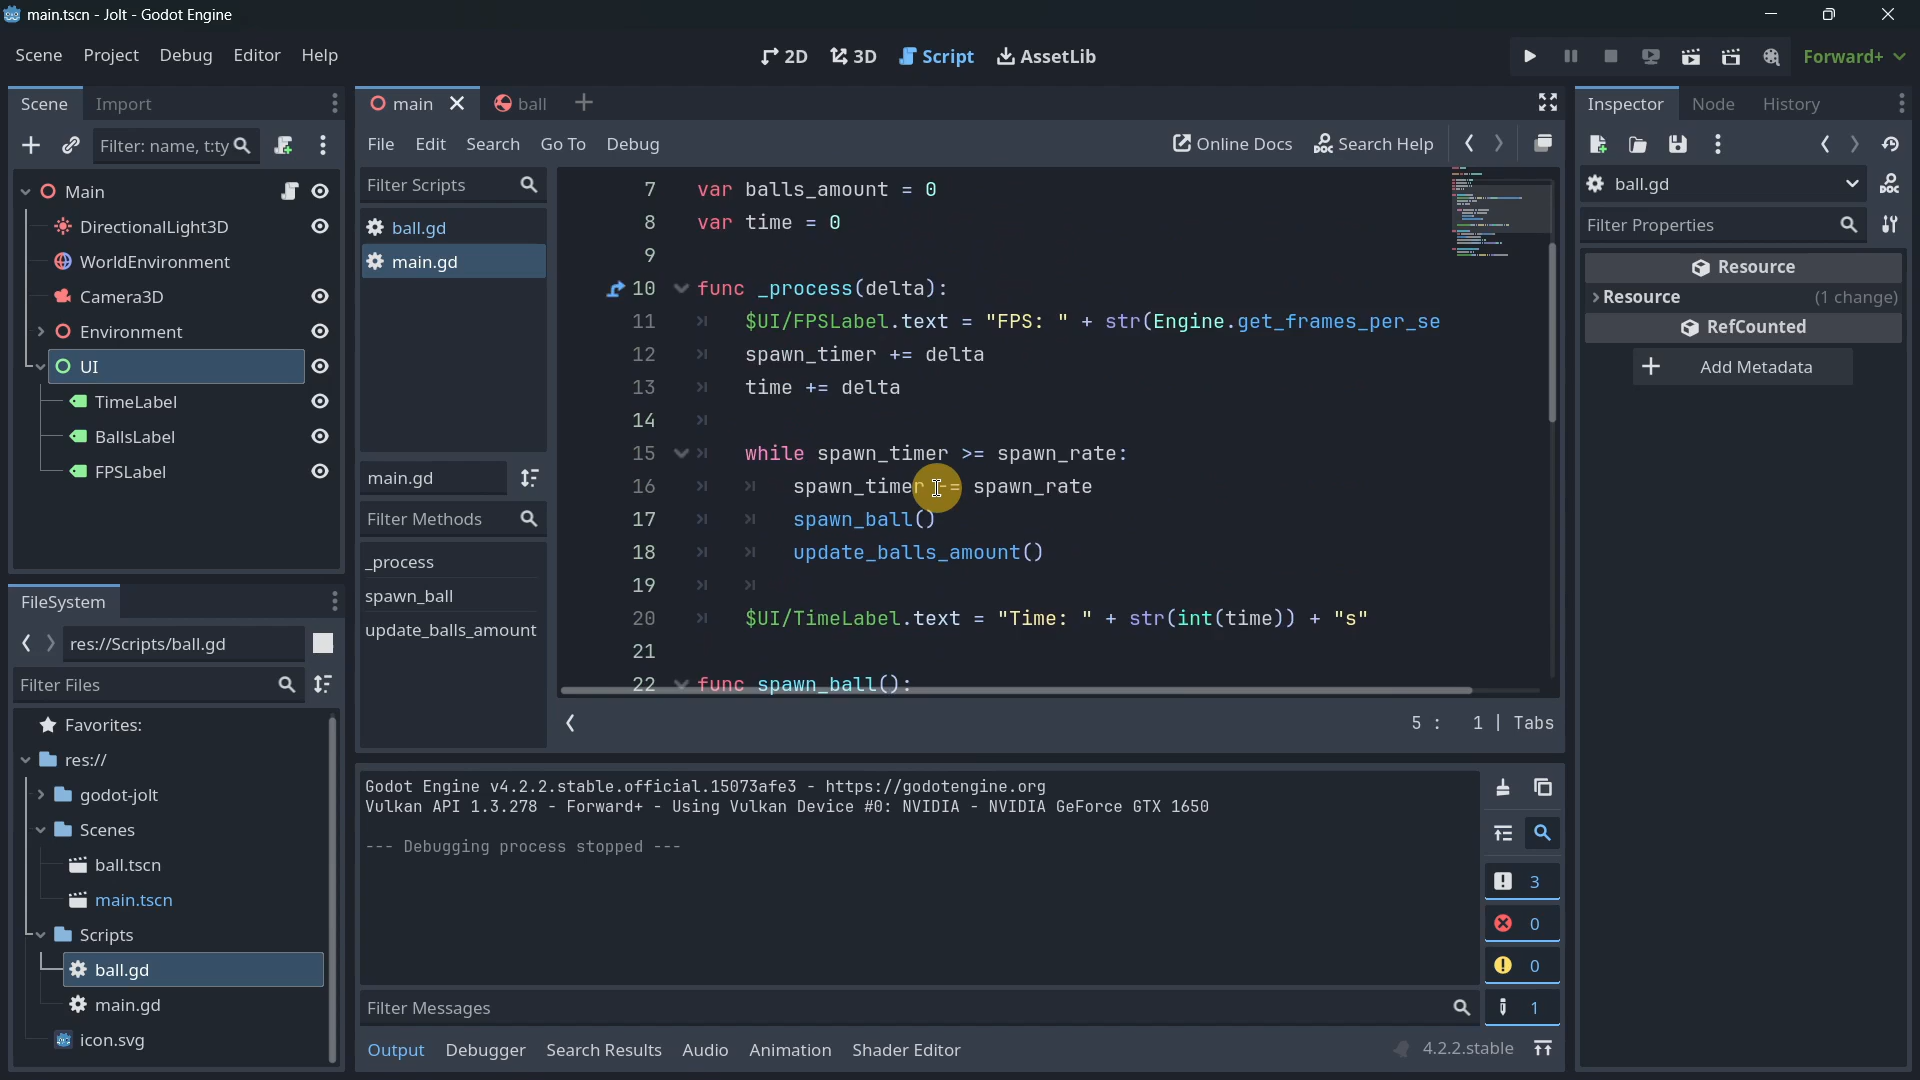 main.tscn - Jolt - Godot Engine
Scene Project Debug Editor Help
2D 3D Script AssetLib
Forward+
Scene Import
Filter: name, t:ty
Main
DirectionalLight3D
WorldEnvironment
Camera3D
Environment
UI
TimeLabel
BallsLabel
FPSLabel
FileSystem
res://Scripts/ball.gd
Filter Files
Favorites:
res://
godot-jolt
Scenes
ball.tscn
main.tscn
Scripts
ball.gd
main.gd
icon.svg
main ball
File Edit Search Go To Debug
Online Docs Search Help
Filter Scripts
ball.gd
main.gd
main.gd
Filter Methods
_process
spawn_ball
update_balls_amount
7 var balls_amount = 0
8 var time = 0
9
10 func _process(delta):
11 $UI/FPSLabel.text = "FPS: " + str(Engine.get_frames_per_se
12 spawn_timer += delta
13 time += delta
14
15 while spawn_timer >= spawn_rate:
16 spawn_timer -= spawn_rate
17 spawn_ball()
18 update_balls_amount()
19
20 $UI/TimeLabel.text = "Time: " + str(int(time)) + "s"
21
22 func spawn_ball():
5 : 1 | Tabs
Godot Engine v4.2.2.stable.official.15073afe3 - https://godotengine.org
Vulkan API 1.3.278 - Forward+ - Using Vulkan Device #0: NVIDIA - NVIDIA GeForce GTX 1650
--- Debugging process stopped ---
3
0
0
1
Filter Messages
Output Debugger Search Results Audio Animation Shader Editor
4.2.2.stable
Inspector Node History
ball.gd
Filter Properties
Resource
Resource (1 change)
RefCounted
Add Metadata